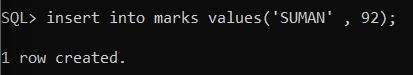 SQL> insert into marks values('SUMAN' , 92);
1 row created.